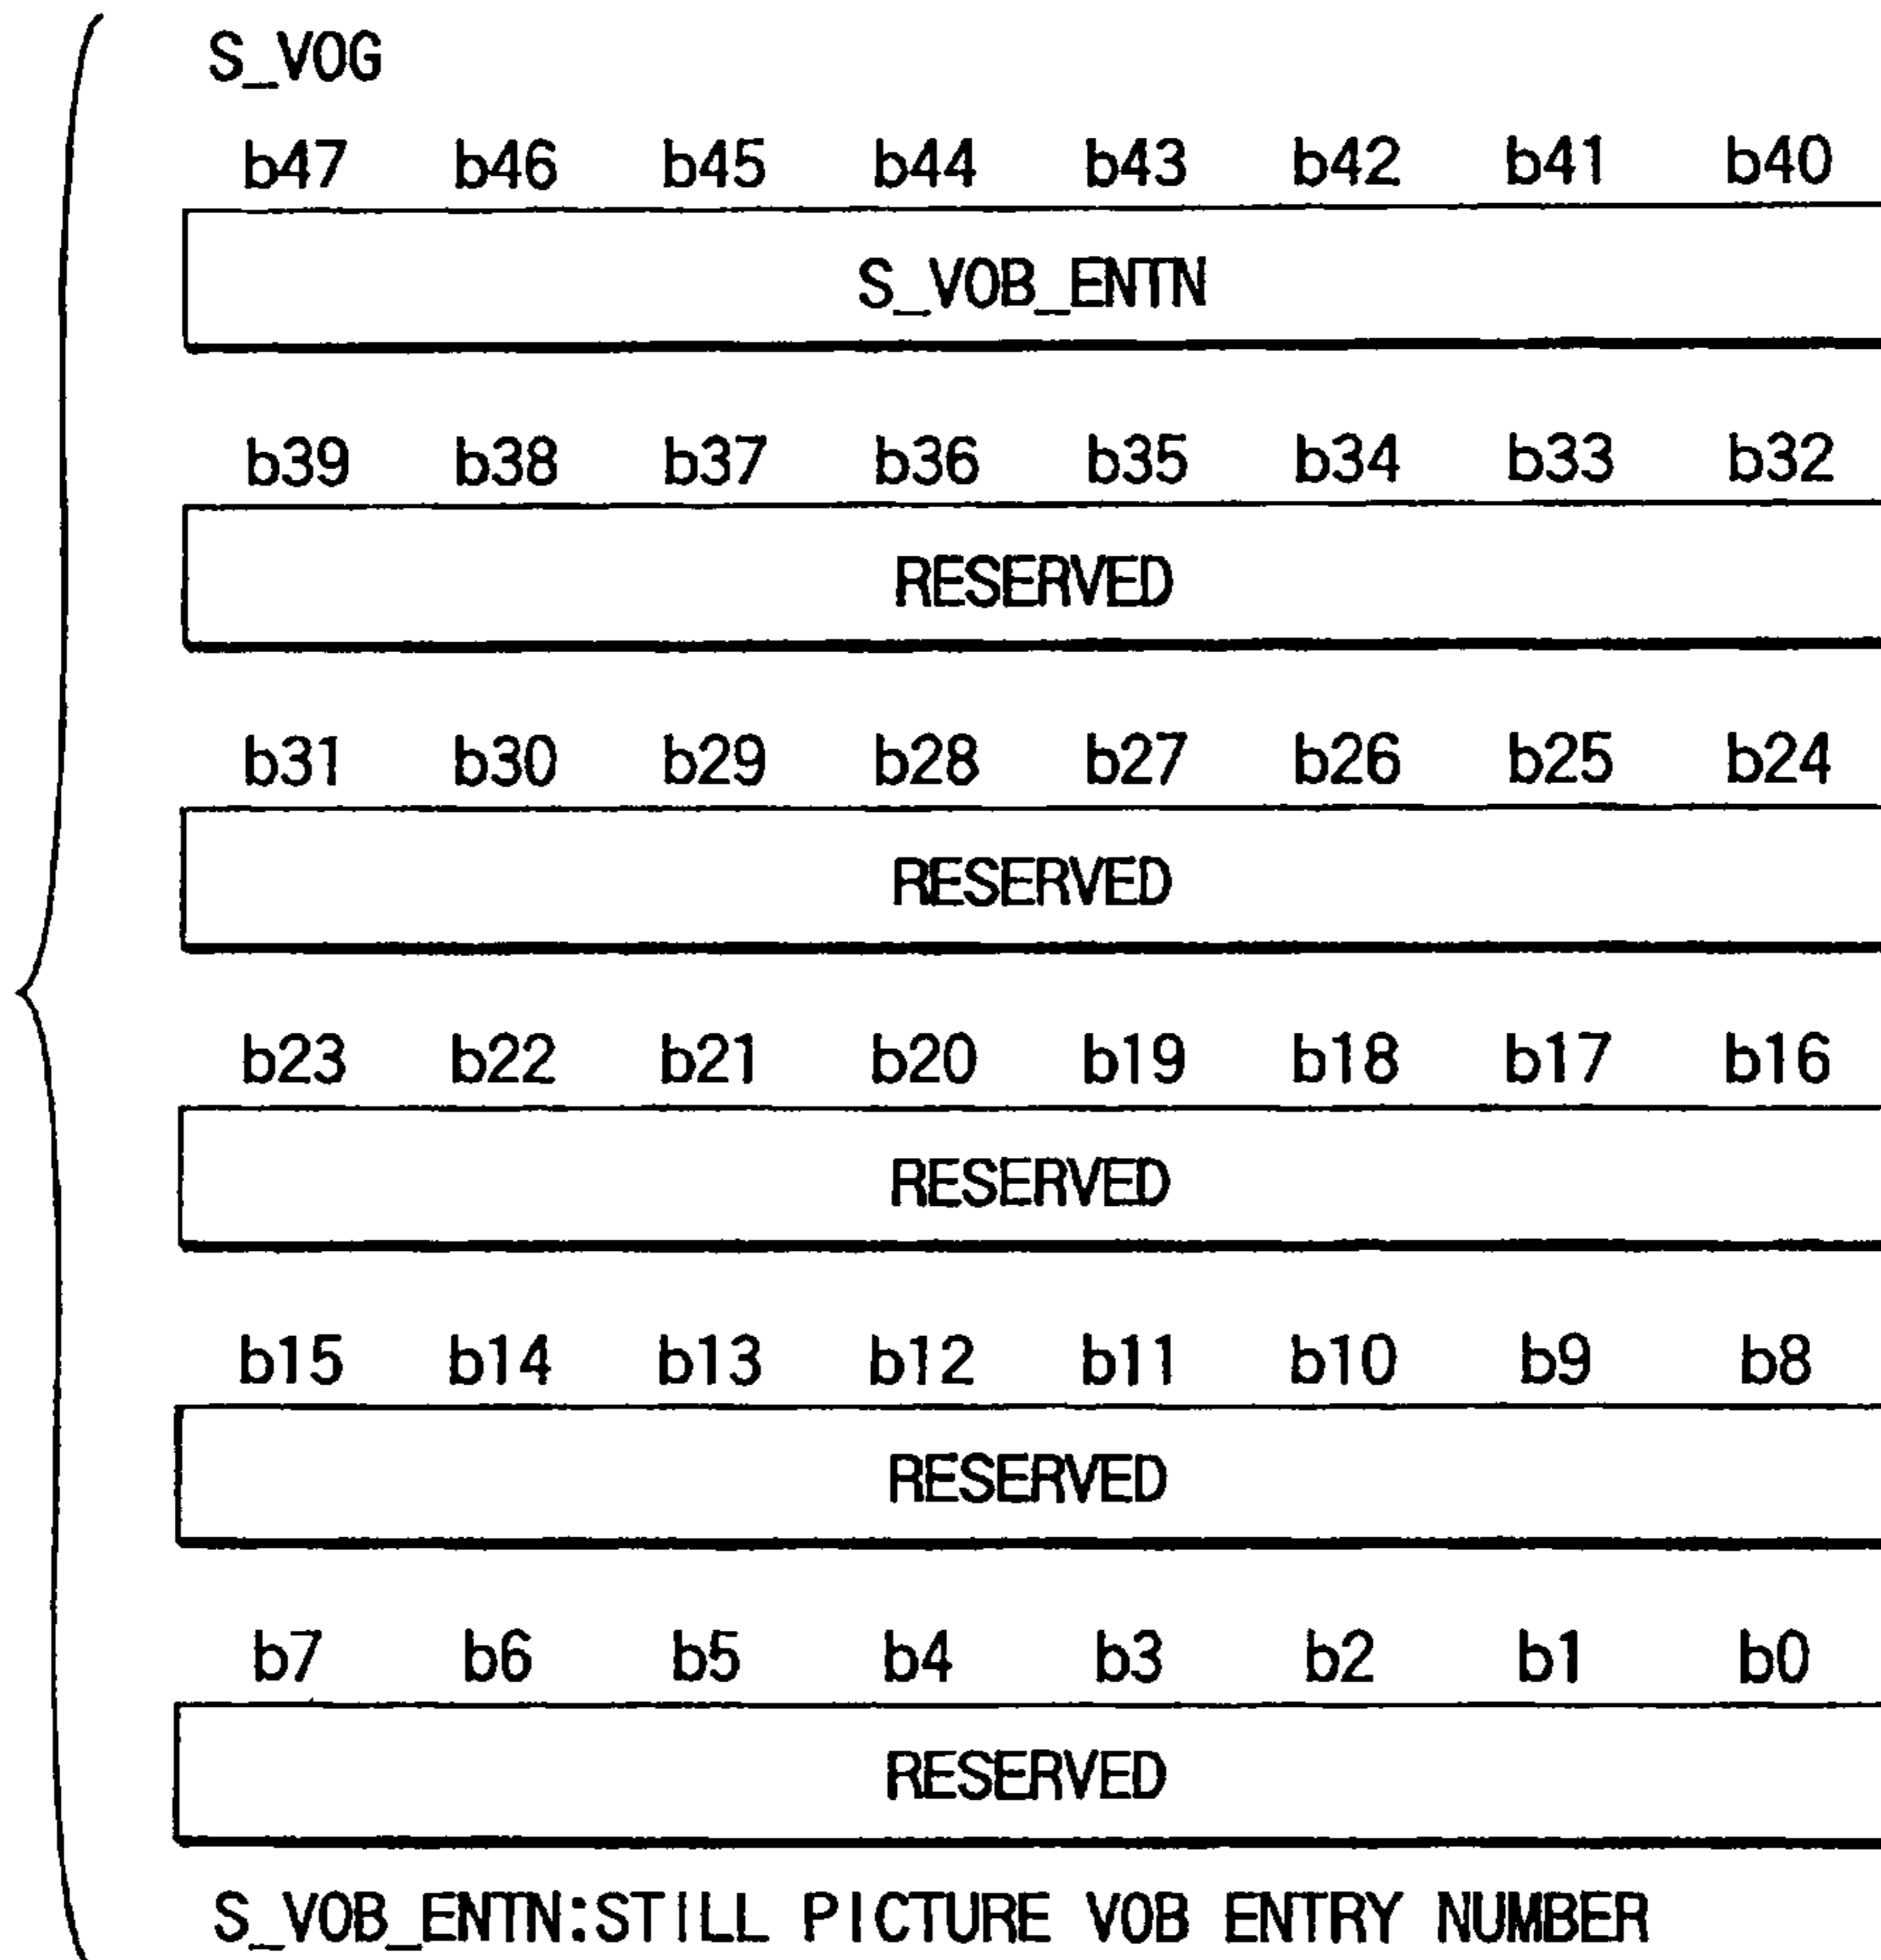 S_VOG
b47 b46 b45 b44 b43 b42 b41 b40
S_VOB_ENTN
b39 b38 b37 b36 b35 b34 b33 b32
RESERVED
b31 b30 b29 b28 b27 b26 b25 b24
RESERVED
b23 b22 b21 b20 b19 b18 b17 b16
RESERVED
b15 b14 b13 b12 b11 b10 b9 b8
RESERVED
b7 b6 b5 b4 b3 b2 b1 b0
RESERVED
S_VOB_ENTN:STILL PICTURE VOB ENTRY NUMBER